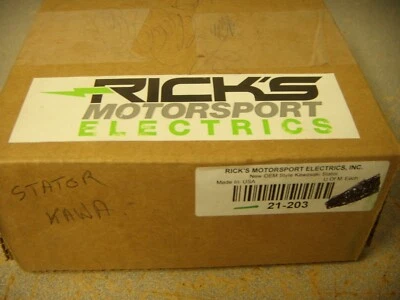 RICK'S
MOTORSPORT
ELECTRICS
STATOR
KAWA
RICK'S MOTORSPORT ELECTRICS, INC.
New OEM Style Kawasaki Stator
Made In: USA
21-203